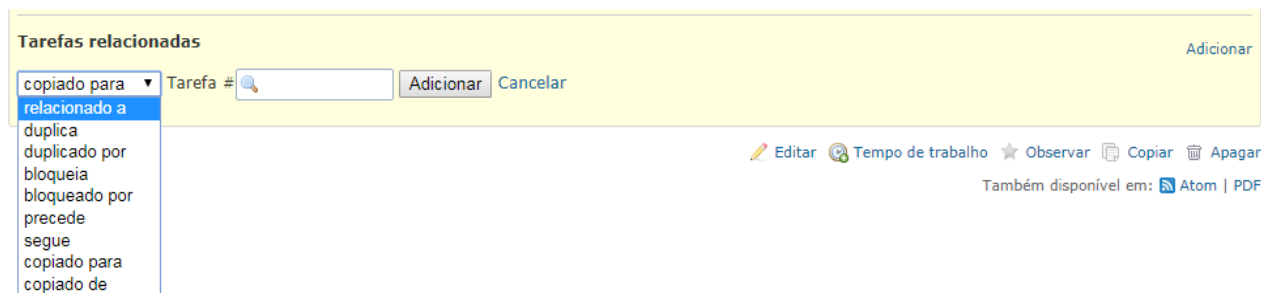 Tarefas relacionadas
Adicionar
copiado para Tarefa # Adicionar Cancelar
relacionado a
duplica
duplicado por
bloqueia
bloqueado por
precede
segue
copiado para
copiado de
Editar Tempo de trabalho Observar Copiar Apagar
Também disponível em: Atom | PDF